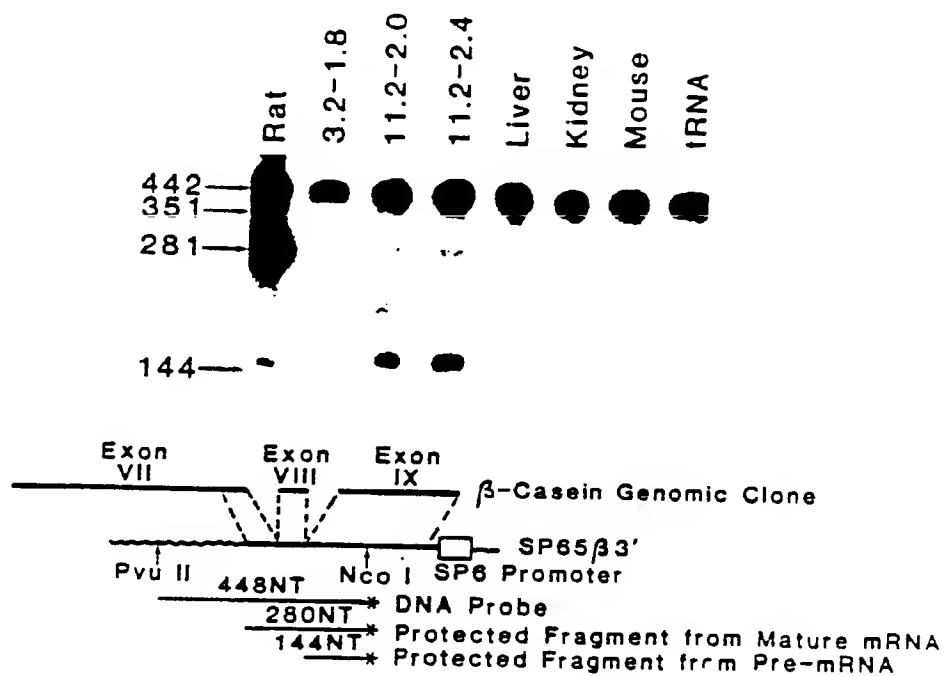 Rat
3.2-1.8
11.2-2.0
11.2-2.4
Liver
Kidney
Mouse
tRNA
442
351
281
144
Exon VII
Exon VIII
Exon IX
β-Casein Genomic Clone
SP65β3'
Pvu II
Nco I
SP6 Promoter
448NT
* DNA Probe
280NT
* Protected Fragment from Mature mRNA
144NT
* Protected Fragment from Pre-mRNA